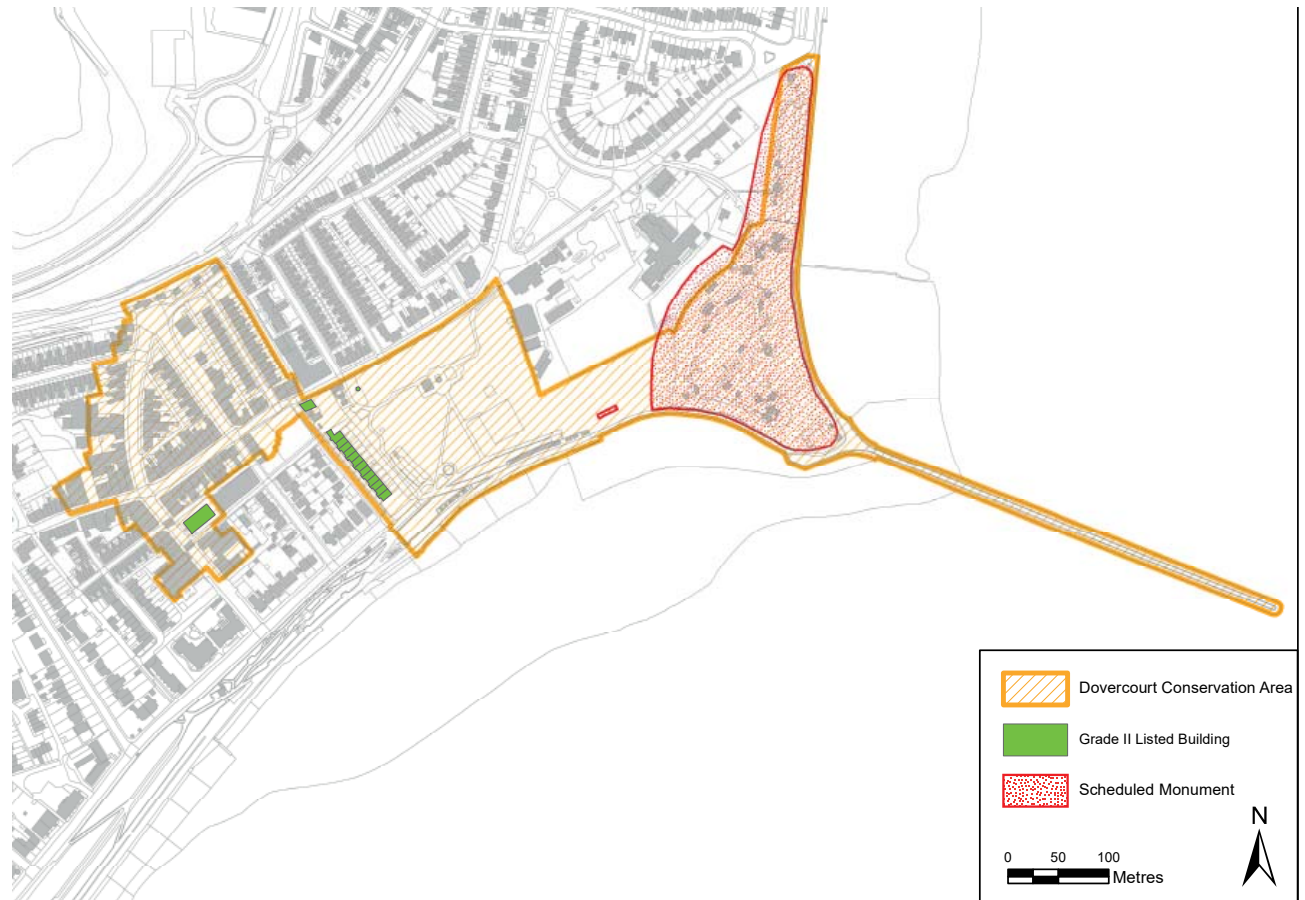 Dovercourt Conservation Area
Grade II Listed Building
Scheduled Monument
N
0 50 100
Metres